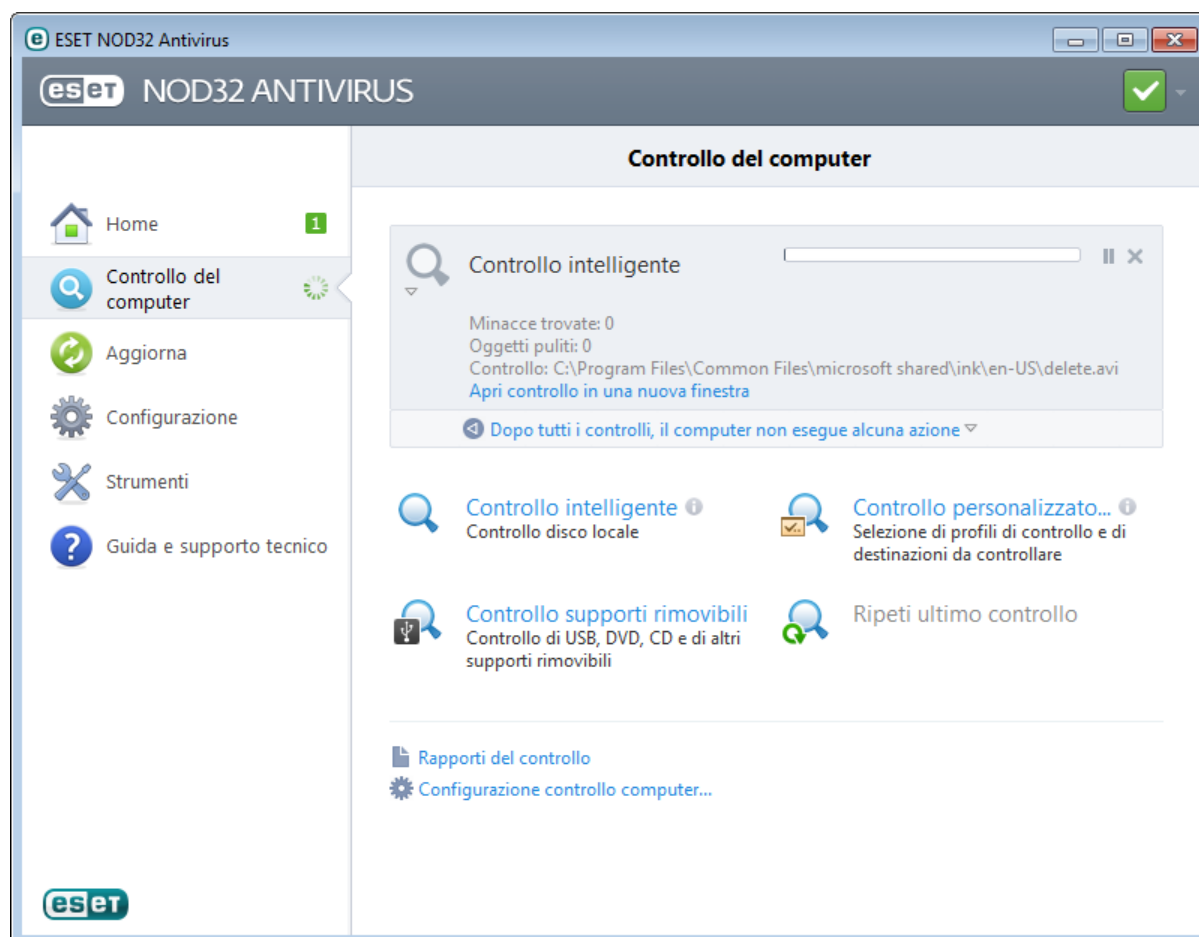 ESET NOD32 Antivirus
eset NOD32 ANTIVIRUS
Controllo del computer
Home 1
Controllo del
computer
Aggiorna
Configurazione
Strumenti
Guida e supporto tecnico
Controllo intelligente
Minacce trovate: 0
Oggetti puliti: 0
Controllo: C:\Program Files\Common Files\microsoft shared\ink\en-US\delete.avi
Apri controllo in una nuova finestra
Dopo tutti i controlli, il computer non esegue alcuna azione
Controllo intelligente
Controllo disco locale
Controllo personalizzato...
Selezione di profili di controllo e di
destinazioni da controllare
Controllo supporti rimovibili
Controllo di USB, DVD, CD e di altri
supporti rimovibili
Ripeti ultimo controllo
Rapporti del controllo
Configurazione controllo computer...
eset